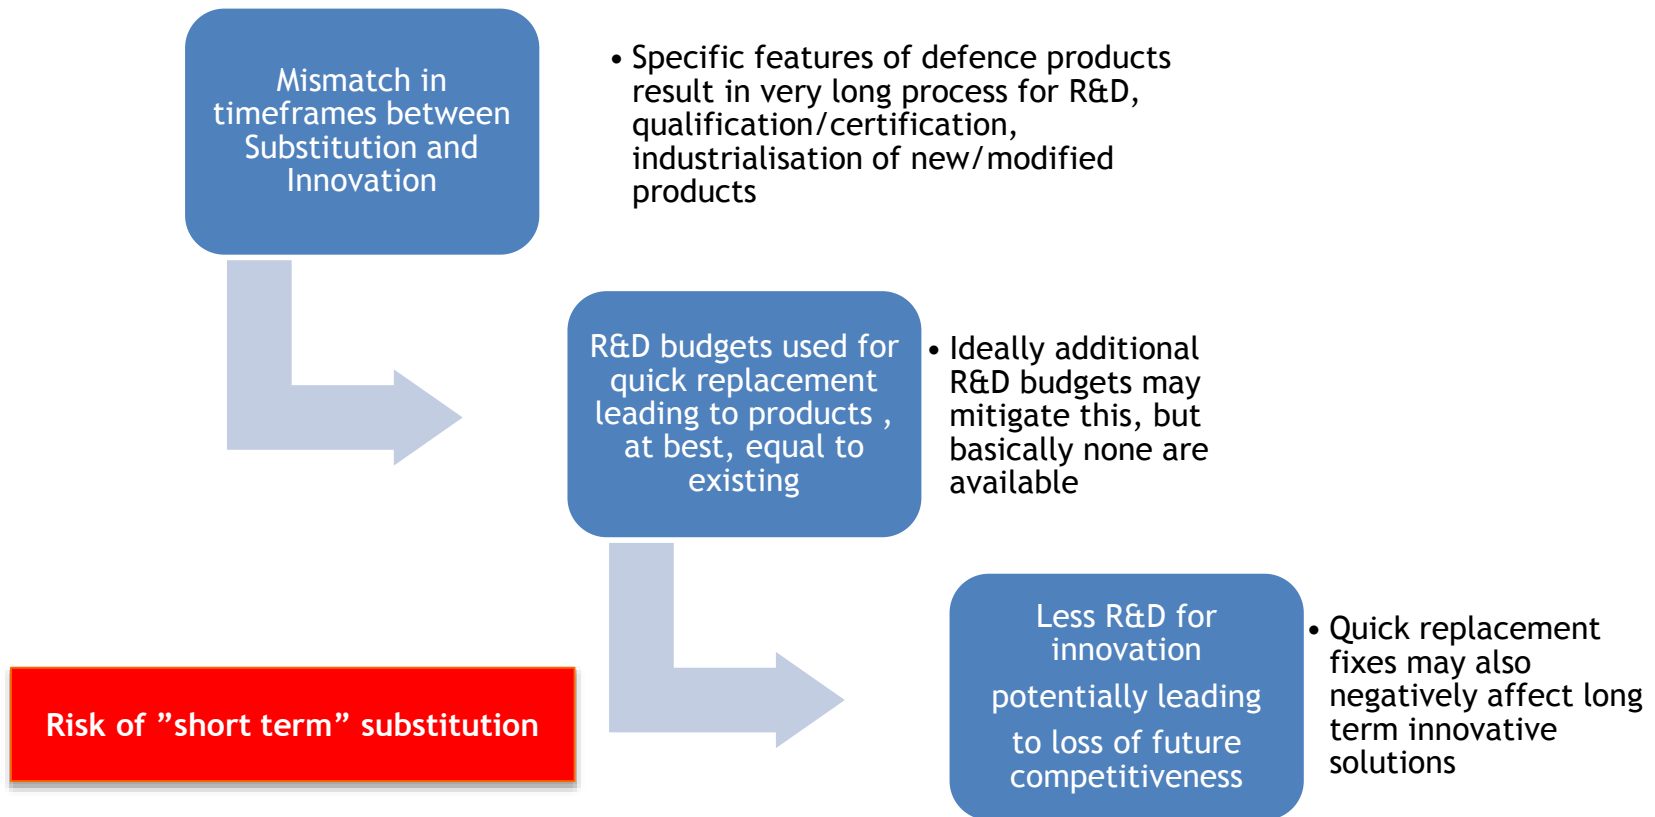 Mismatch in
timeframes between
Substitution and
Innovation
• Specific features of defence products
result in very long process for R&D,
qualification/certification,
industrialisation of new/modified
products
R&D budgets used for
quick replacement
leading to products ,
at best, equal to
existing
• Ideally additional
R&D budgets may
mitigate this, but
basically none are
available
Less R&D for
innovation
potentially leading
to loss of future
competitiveness
• Quick replacement
fixes may also
negatively affect long
term innovative
solutions
Risk of ”short term” substitution